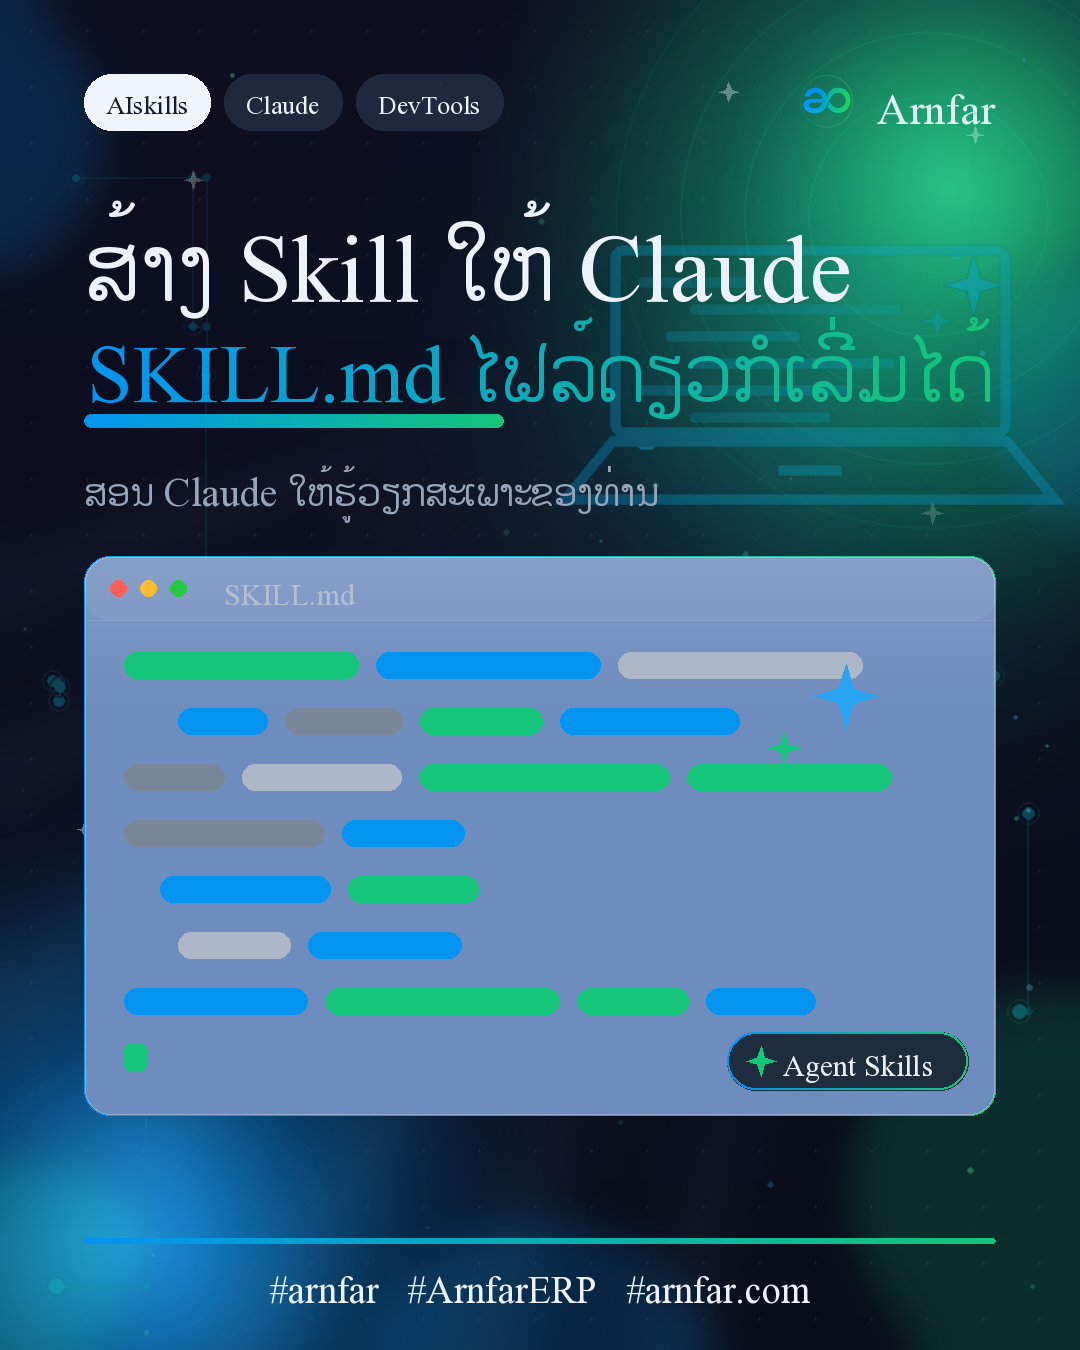 AIskills Claude DevTools
Arnfar
ສ້າງ Skill ໃຫ້ Claude
SKILL.md ໄຟລ໌ດຽວກໍເລີ່ມໄດ້
ສອນ Claude ໃຫ້ຮູ້ວຽກສະເພາະຂອງທ່ານ
SKILL.md
Agent Skills
#arnfar #ArnfarERP #arnfar.com